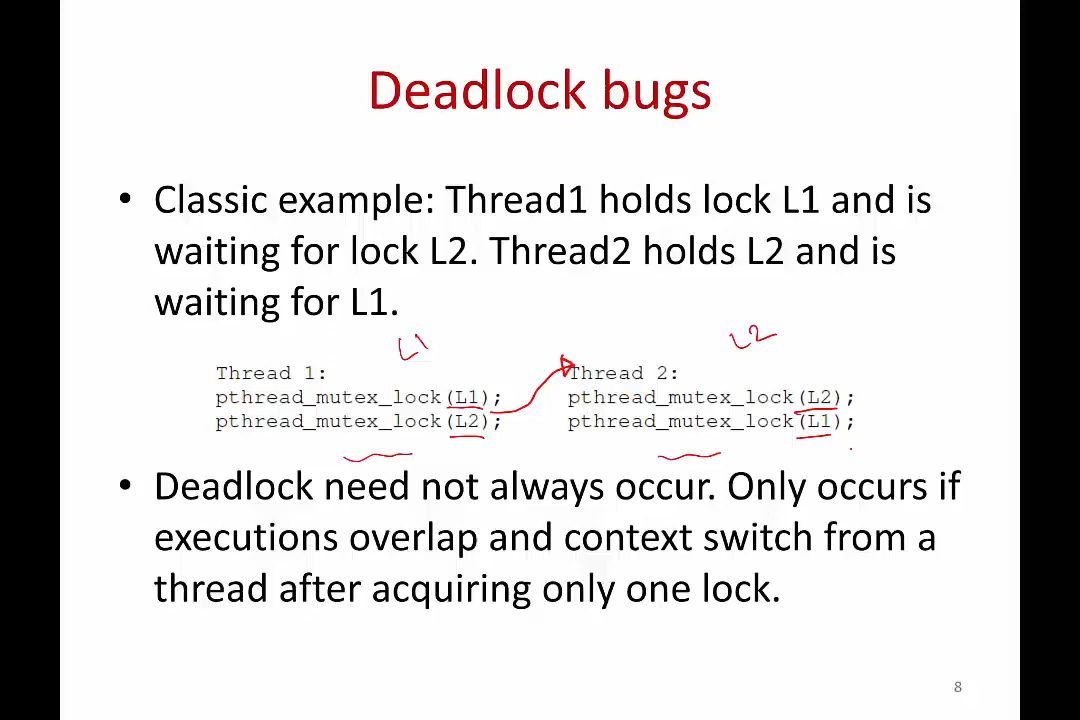 Deadlock bugs
• Classic example: Thread1 holds lock L1 and is
waiting for lock L2. Thread2 holds L2 and is
waiting for L1.
L1
L2
Thread 1:
pthread_mutex_lock(L1);
pthread_mutex_lock(L2);
Thread 2:
pthread_mutex_lock(L2);
pthread_mutex_lock(L1);
• Deadlock need not always occur. Only occurs if
executions overlap and context switch from a
thread after acquiring only one lock.
8